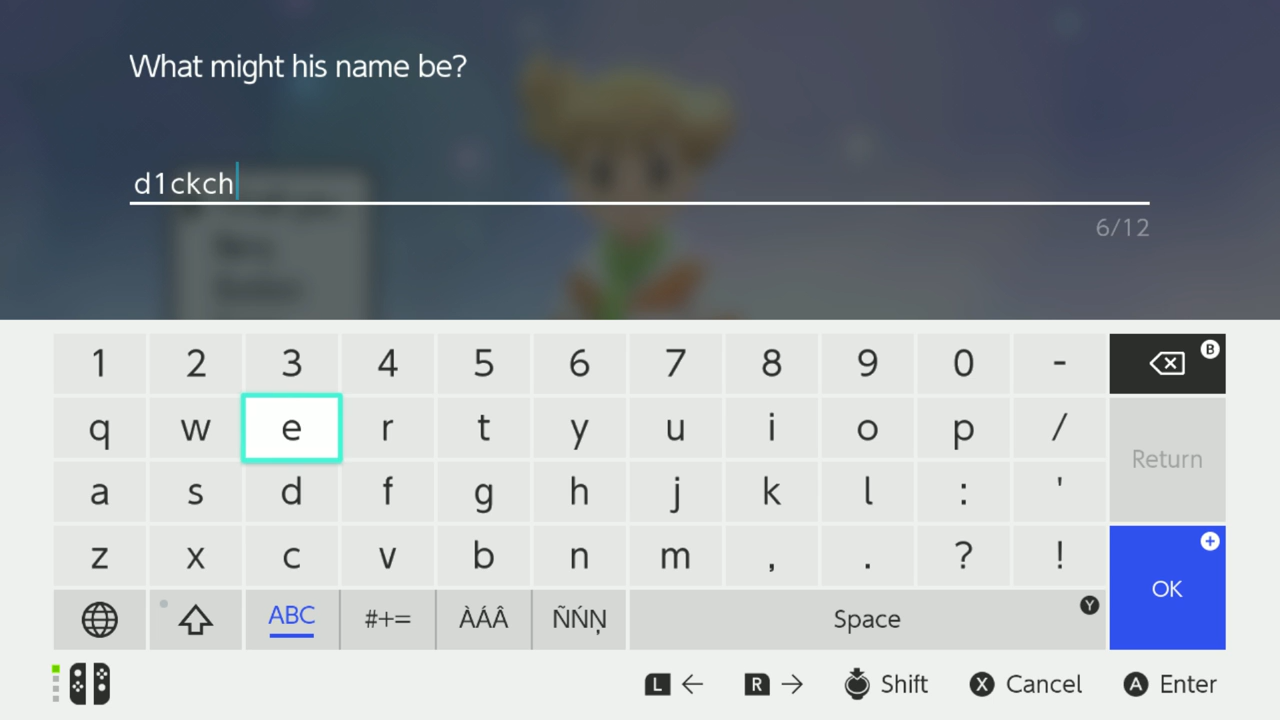 What might his name be?
d1ckch
6/12
1 2 3 4 5 6 7 8 9 0 - B
q w e r t y u i o p / Return
a s d f g h j k l : '
z x c v b n m , . ? ! + OK
ABC #+= ÀÁÂ ÑŃŅ Space Y
L ← R → Shift X Cancel A Enter